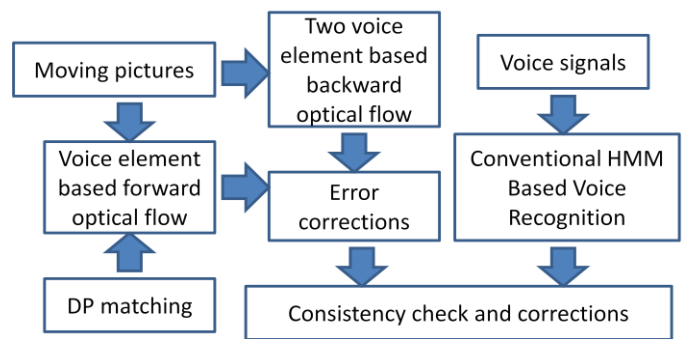 Moving pictures
Two voice
element based
backward
optical flow
Voice signals
Voice element
based forward
optical flow
Error
corrections
Conventional HMM
Based Voice
Recognition
DP matching
Consistency check and corrections